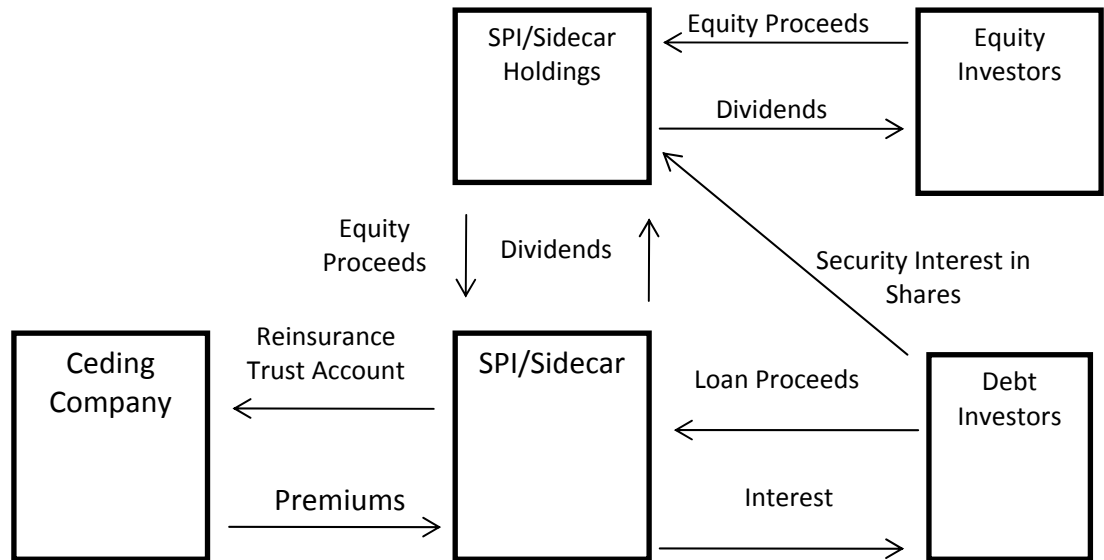 SPI/Sidecar
Holdings
Equity Proceeds
Equity
Investors
Dividends
Equity
Proceeds
Dividends
Security Interest in
Shares
Ceding
Company
Reinsurance
Trust Account
SPI/Sidecar
Loan Proceeds
Debt
Investors
Premiums
Interest